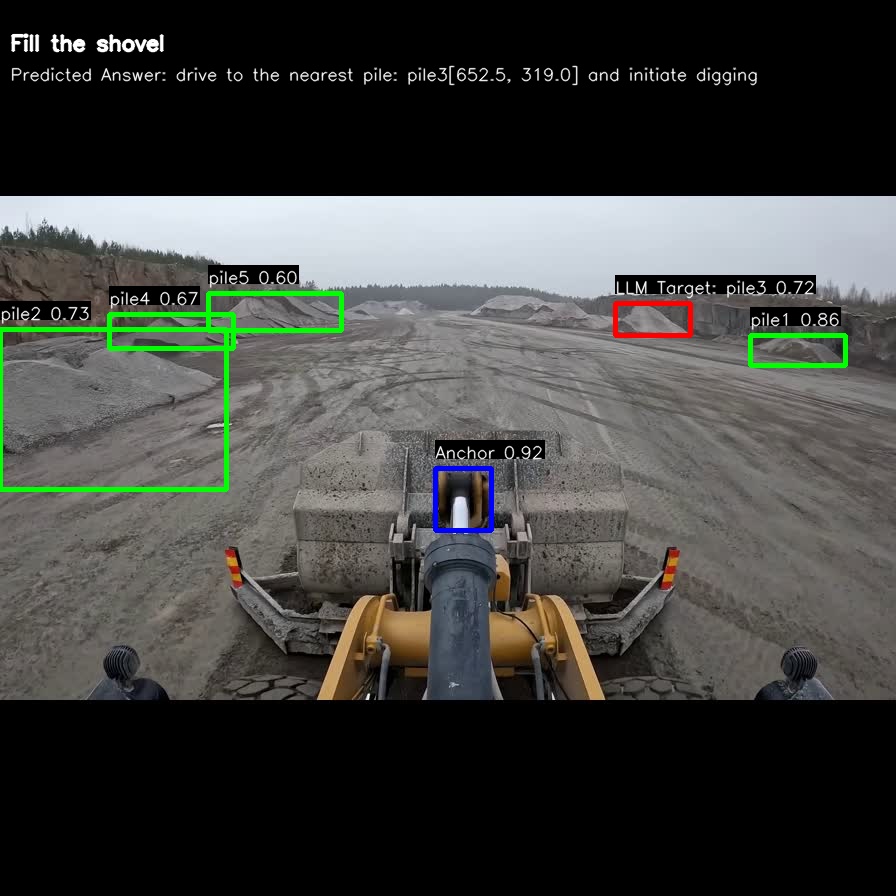 Fill the shovel
Predicted Answer: drive to the nearest pile: pile3[652.5, 319.0] and initiate digging
pile5 0.60
LLM Target: pile3 0.72
pile4 0.67
pile2 0.73
pile1 0.86
Anchor 0.92